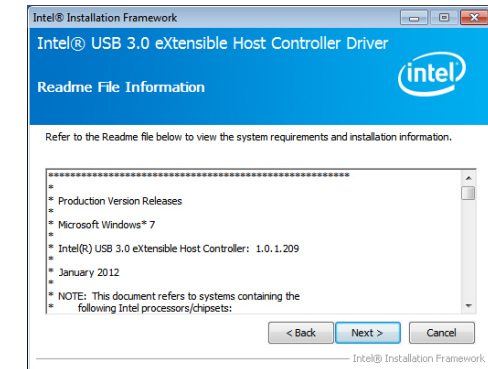 Intel® Installation Framework
Intel® USB 3.0 eXtensible Host Controller Driver
Readme File Information
intel
Refer to the Readme file below to view the system requirements and installation information.
*******************************************************
*
* Production Version Releases
*
* Microsoft Windows* 7
*
* Intel(R) USB 3.0 eXtensible Host Controller: 1.0.1.209
*
* January 2012
*
* NOTE: This document refers to systems containing the
* following Intel processors/chipsets:
< Back Next > Cancel
Intel® Installation Framework